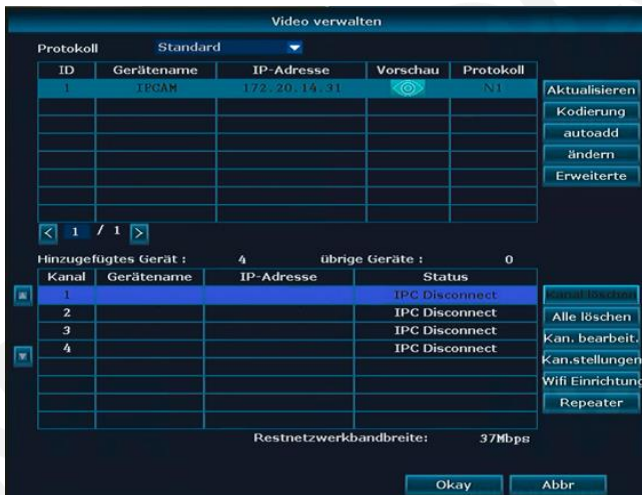 Video verwalten
Protokoll Standard
ID Gerätename IP-Adresse Vorschau Protokoll
1 IPCAM 172.20.14.31 N1
Aktualisieren
Kodierung
autoadd
ändern
Erweiterte
< 1 / 1 >
Hinzugefügtes Gerät : 4 übrige Geräte : 0
Kanal Gerätename IP-Adresse Status
1 IPC Disconnect
2 IPC Disconnect
3 IPC Disconnect
4 IPC Disconnect
Kanal löschne
Alle löschen
Kan. bearbeit.
Kan.stellungen
Wifi Einrichtung
Repeater
Restnetzwerkbandbreite: 37Mbps
Okay Abbr